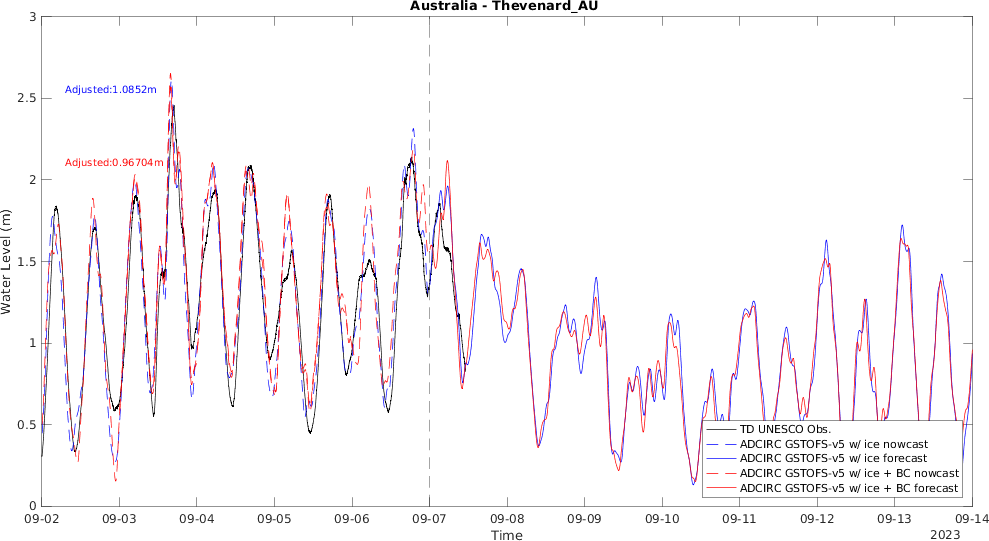 Australia - Thevenard_AU
3
2.5
2
1.5
1
0.5
0
Water Level (m)
Adjusted:1.0852m
Adjusted:0.96704m
TD UNESCO Obs.
ADCIRC GSTOFS-v5 w/ ice nowcast
ADCIRC GSTOFS-v5 w/ ice forecast
ADCIRC GSTOFS-v5 w/ ice + BC nowcast
ADCIRC GSTOFS-v5 w/ ice + BC forecast
09-02 09-03 09-04 09-05 09-06 09-07 09-08 09-09 09-10 09-11 09-12 09-13 09-14
Time
2023